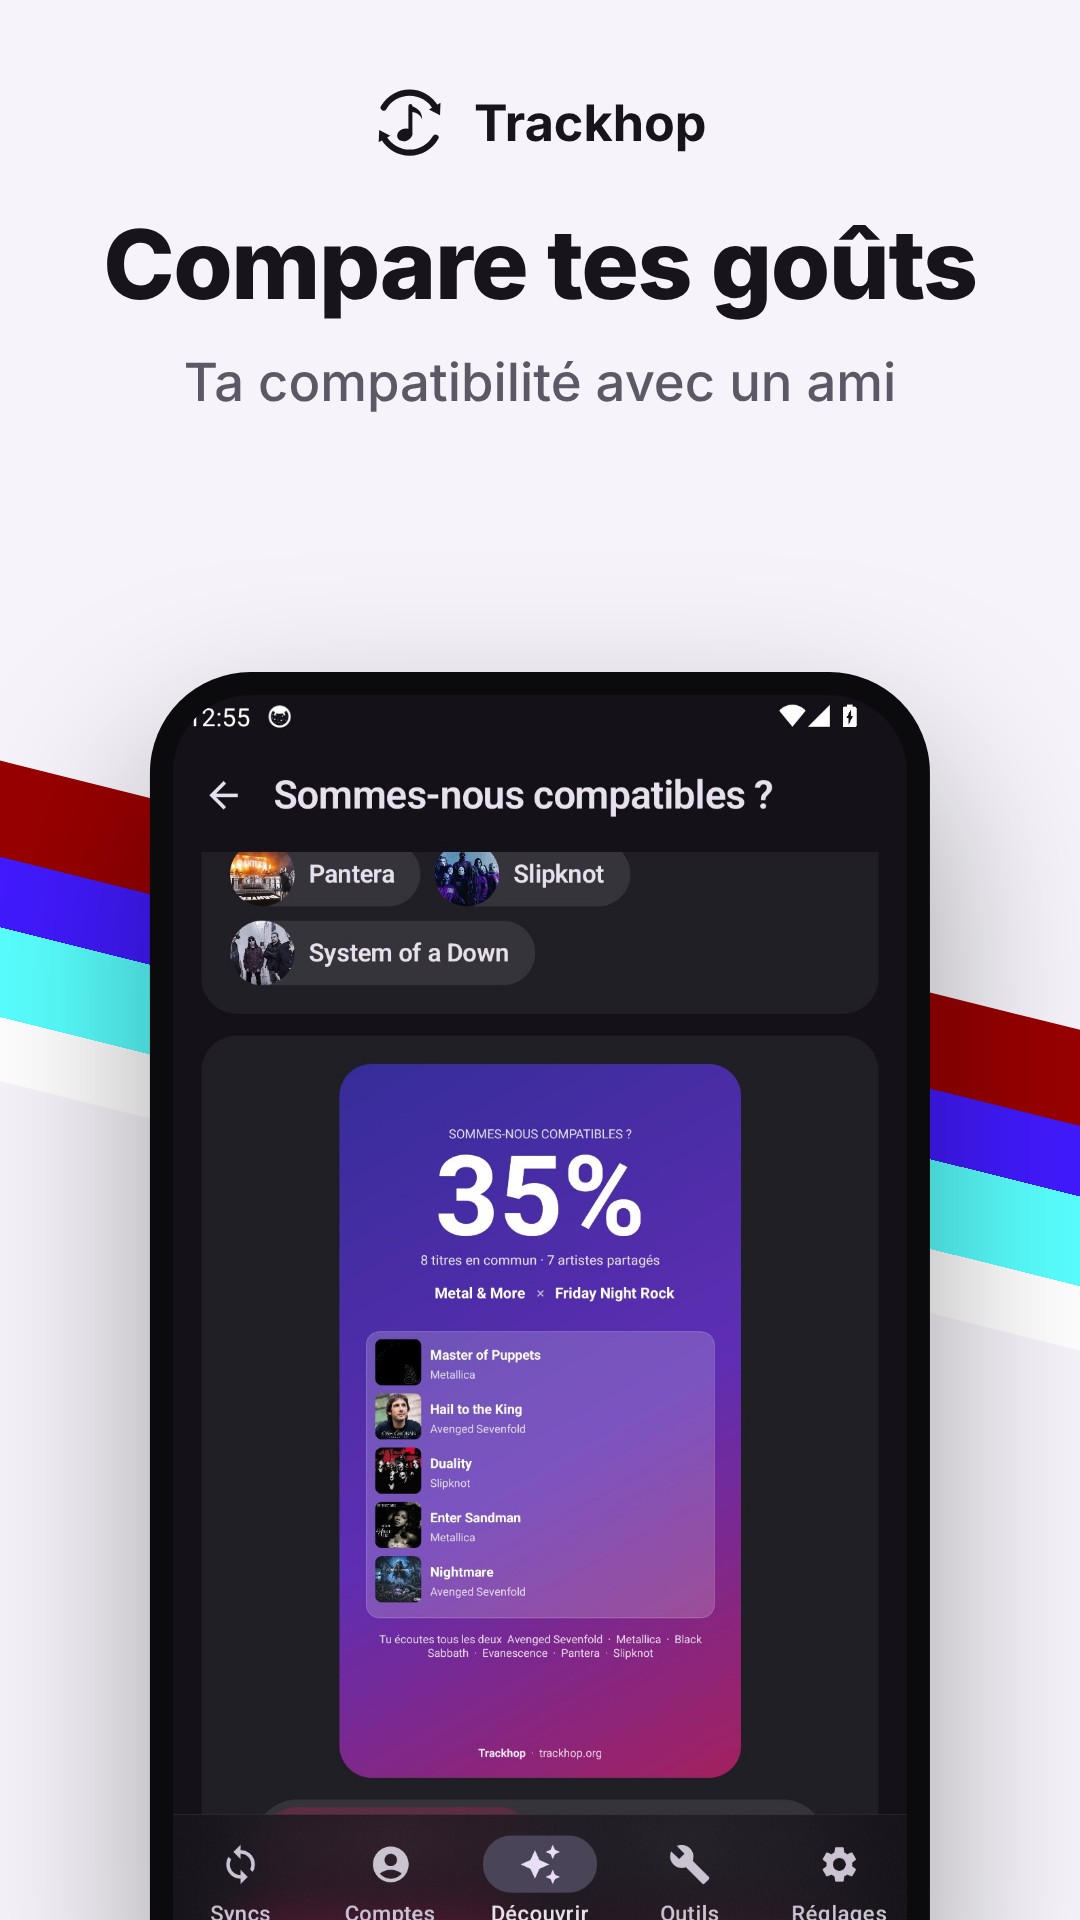 Trackhop
Compare tes goûts
Ta compatibilité avec un ami
12:55
Sommes-nous compatibles ?
Pantera
Slipknot
System of a Down
SOMMES-NOUS COMPATIBLES ?
35%
8 titres en commun · 7 artistes partagés
Metal & More × Friday Night Rock
Master of Puppets
Metallica
Hail to the King
Avenged Sevenfold
Duality
Slipknot
Enter Sandman
Metallica
Nightmare
Avenged Sevenfold
Tu écoutes tous les deux Avenged Sevenfold · Metallica · Black
Sabbath · Evanescence · Pantera · Slipknot
Trackhop · trackhop.org
Syncs
Comptes
Découvrir
Outils
Réglages